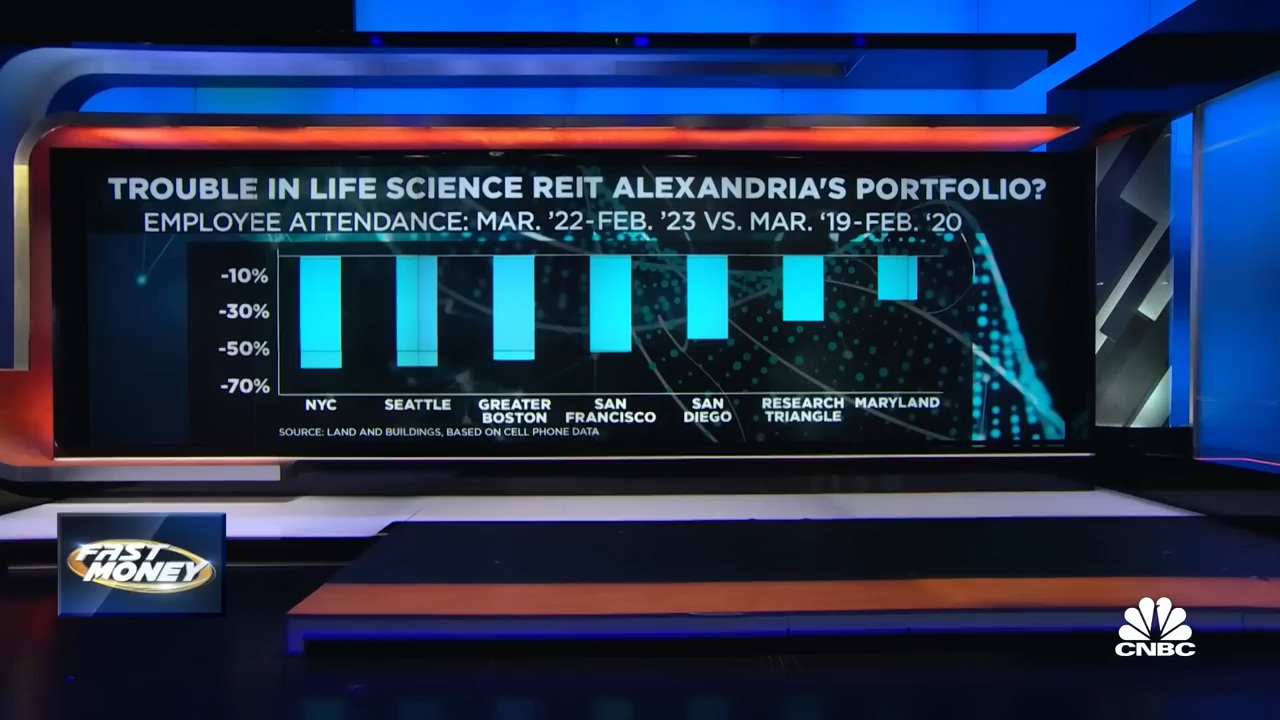 TROUBLE IN LIFE SCIENCE REIT ALEXANDRIA'S PORTFOLIO?
EMPLOYEE ATTENDANCE: MAR. '22-FEB. '23 VS. MAR. '19-FEB. '20
-10%
-30%
-50%
-70%
NYC
SEATTLE
GREATER
BOSTON
SAN
FRANCISCO
SAN
DIEGO
RESEARCH
TRIANGLE
MARYLAND
SOURCE: LAND AND BUILDINGS, BASED ON CELL PHONE DATA
FAST
MONEY
CNBC